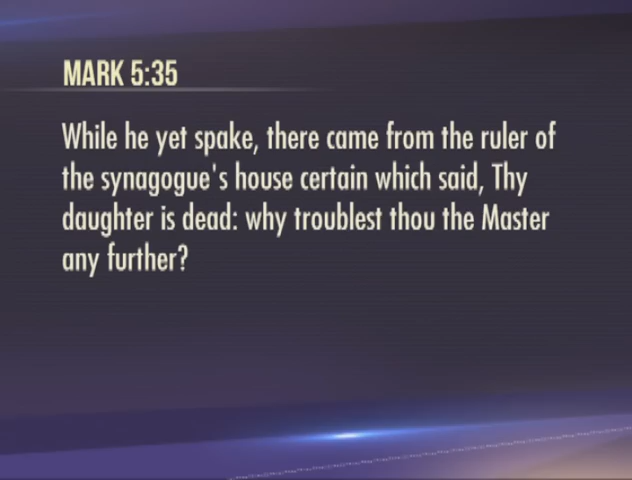 MARK 5:35
While he yet spake, there came from the ruler of
the synagogue's house certain which said, Thy
daughter is dead: why troublest thou the Master
any further?